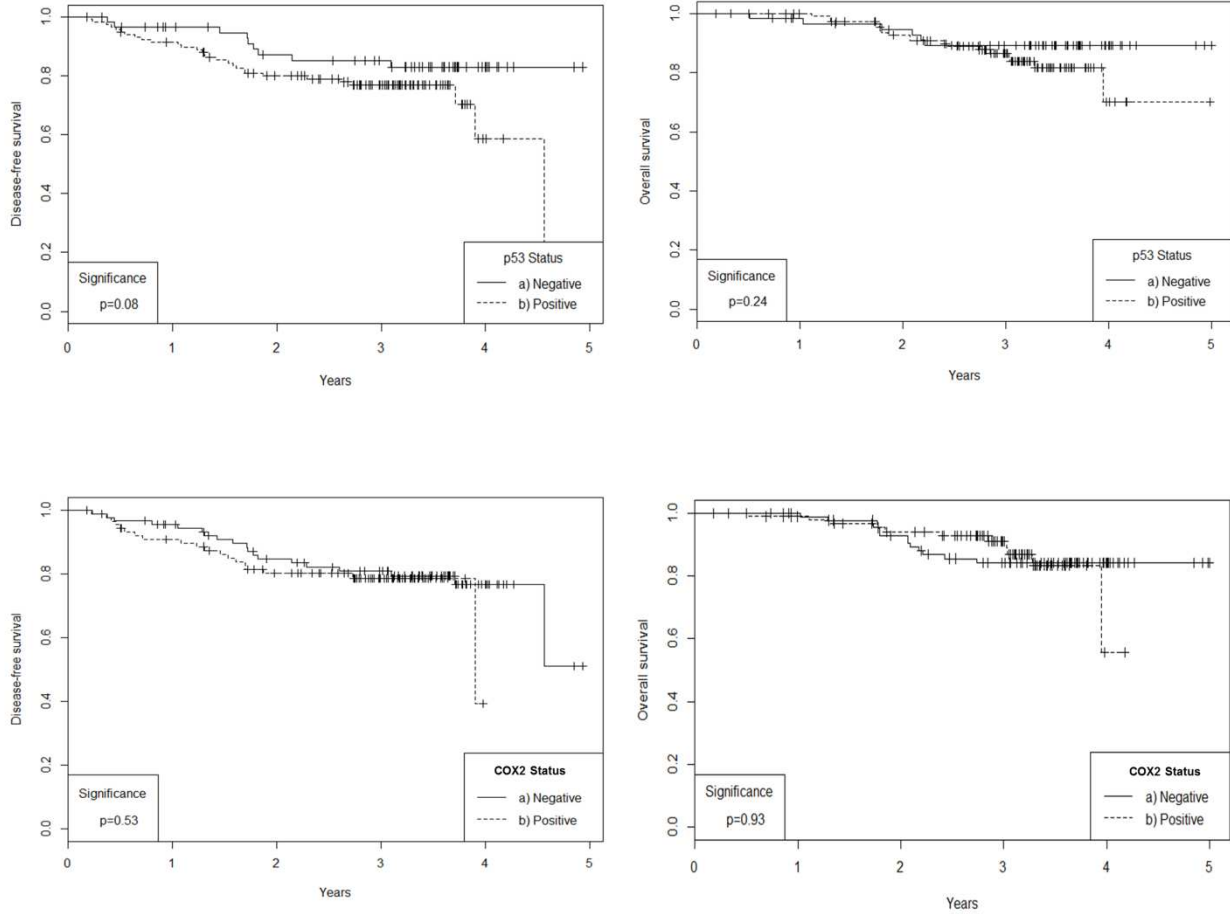 Disease-free survival
1.0
0.8
0.6
0.4
0.2
0.0
Significance
p=0.08
p53 Status
a) Negative
b) Positive
0 1 2 3 4 5
Years
Overall survival
1.0
0.8
0.6
0.4
0.2
0.0
Significance
p=0.24
p53 Status
a) Negative
b) Positive
0 1 2 3 4 5
Years
Disease-free survival
1.0
0.8
0.6
0.4
0.2
0.0
Significance
p=0.53
COX2 Status
a) Negative
b) Positive
0 1 2 3 4 5
Years
Overall survival
1.0
0.8
0.6
0.4
0.2
0.0
Significance
p=0.93
COX2 Status
a) Negative
b) Positive
0 1 2 3 4 5
Years